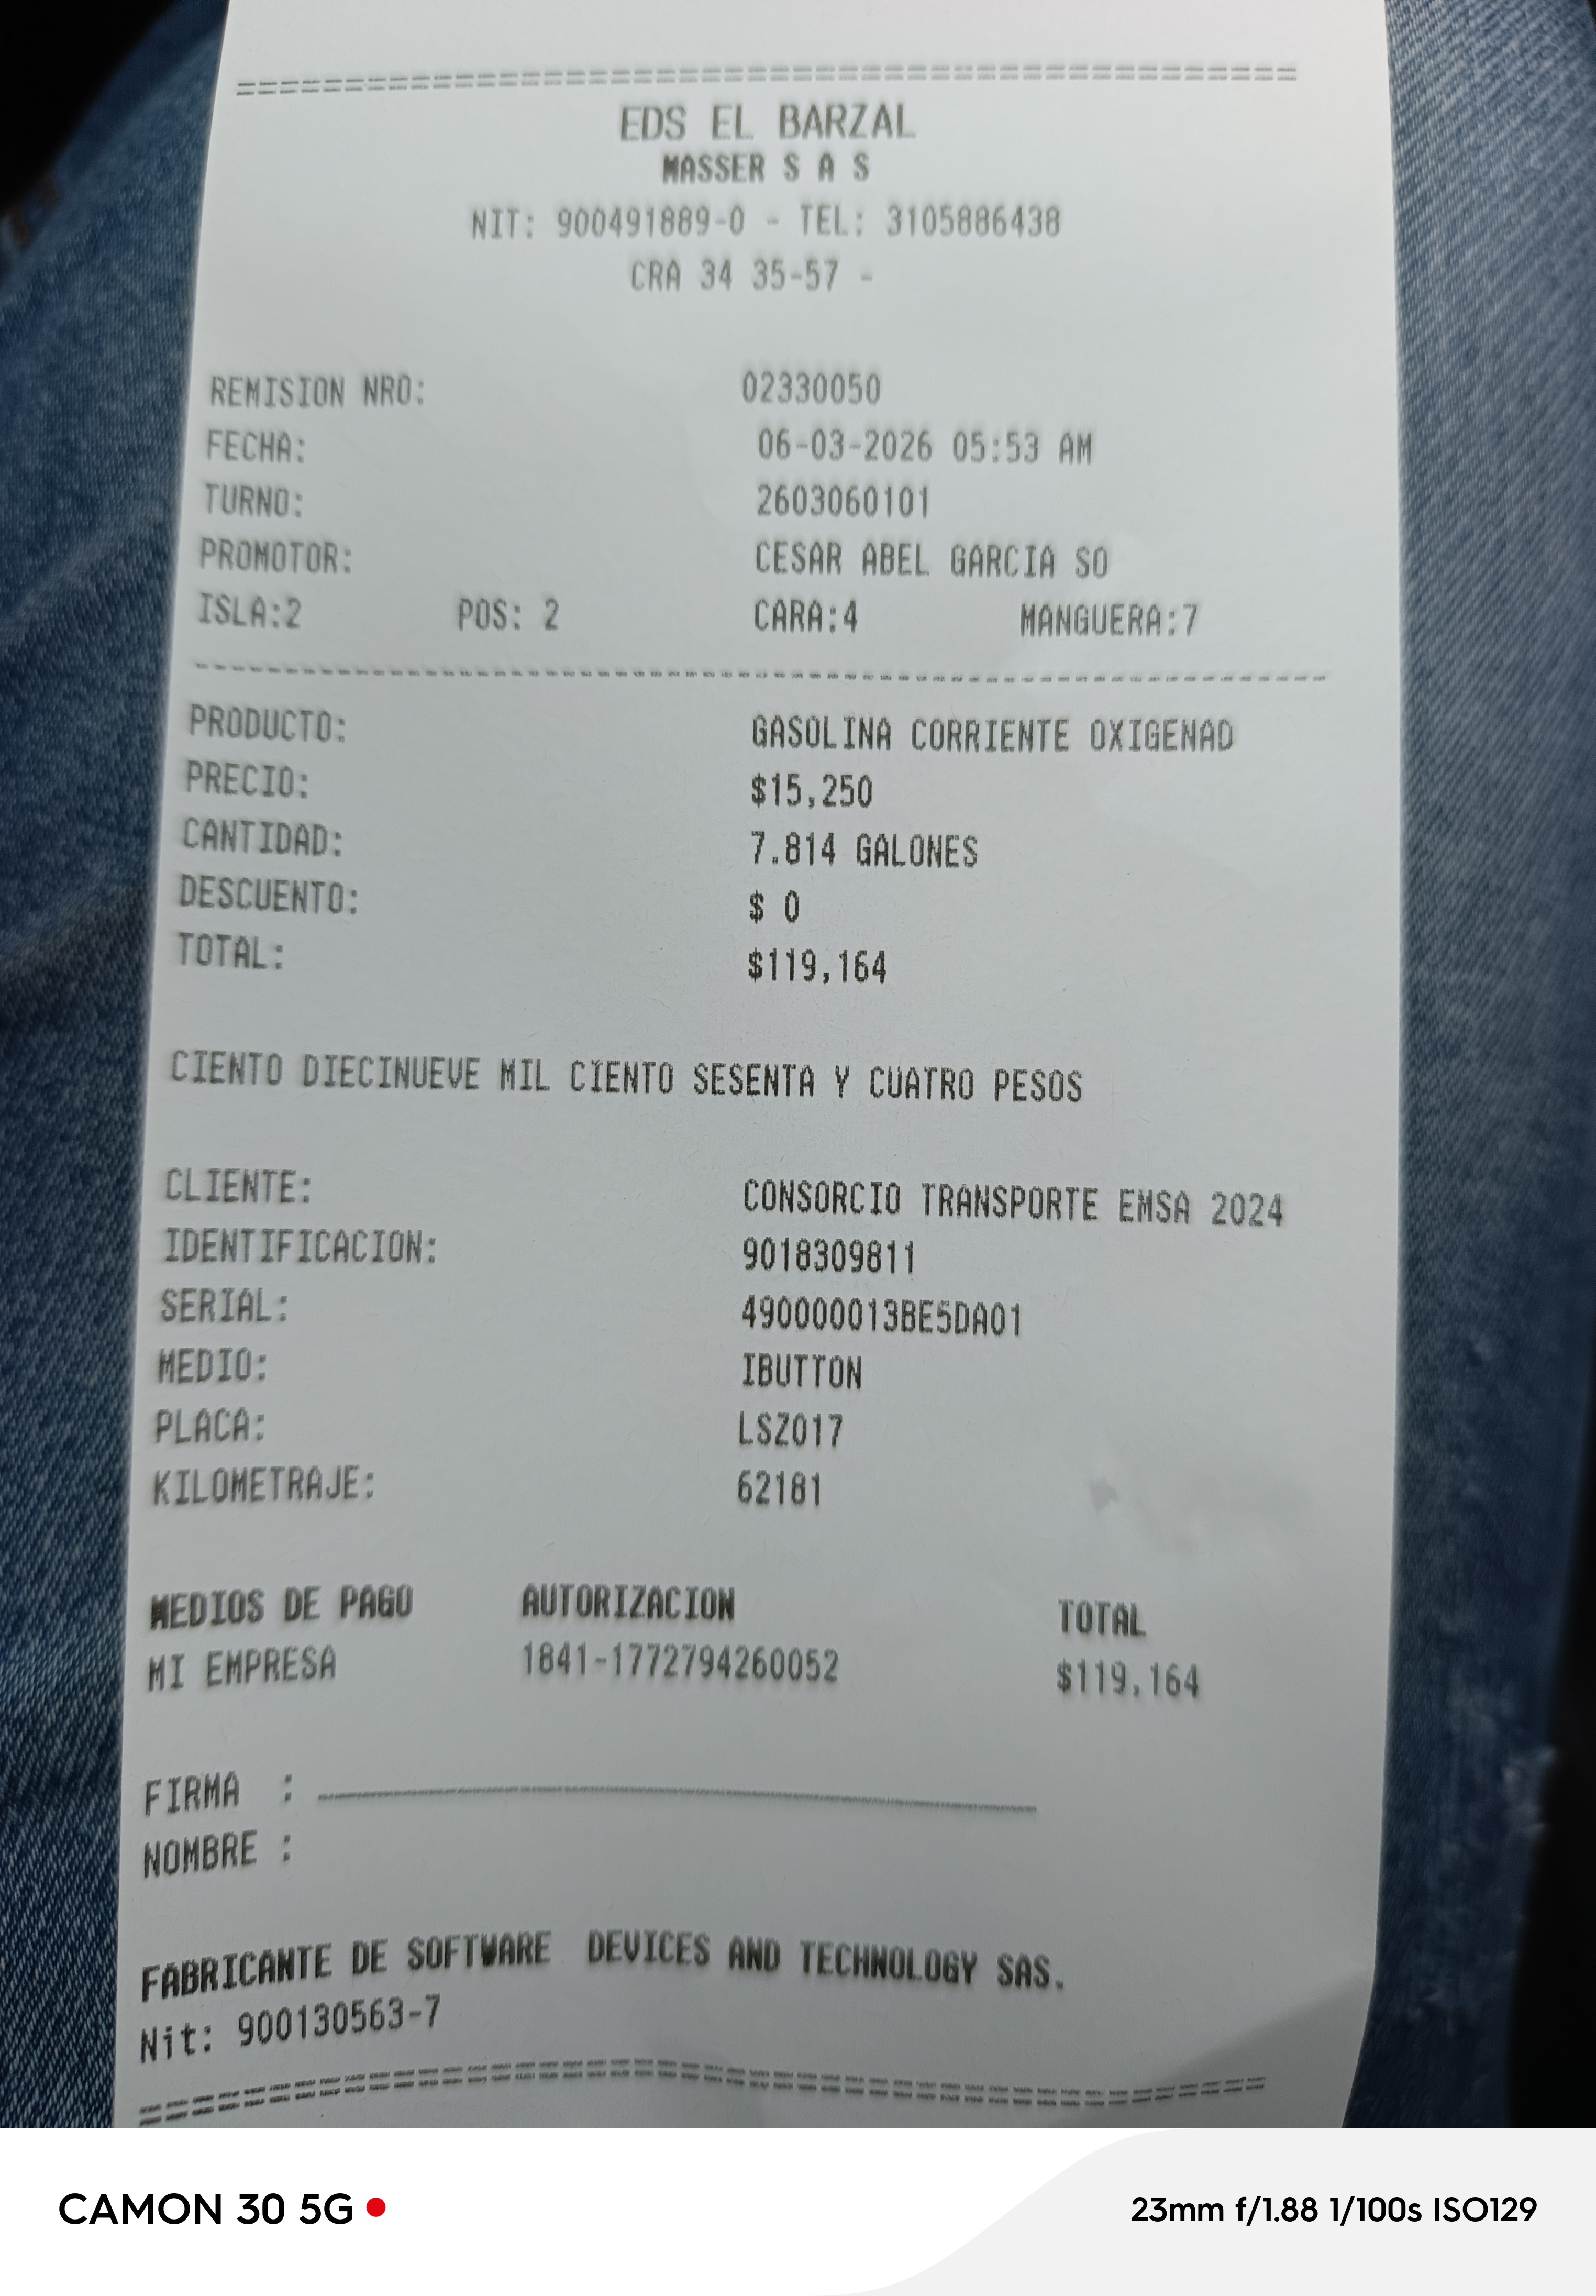 ================================================
EDS EL BARZAL
MASSER S A S
NIT: 900491889-0 - TEL: 3105886438
CRA 34 35-57 -
REMISION NRO: 02330050
FECHA: 06-03-2026 05:53 AM
TURNO: 2603060101
PROMOTOR: CESAR ABEL GARCIA SO
ISLA:2 POS: 2 CARA:4 MANGUERA:7
------------------------------------------------
PRODUCTO: GASOLINA CORRIENTE OXIGENAD
PRECIO: $15,250
CANTIDAD: 7.814 GALONES
DESCUENTO: $ 0
TOTAL: $119,164
CIENTO DIECINUEVE MIL CIENTO SESENTA Y CUATRO PESOS
CLIENTE: CONSORCIO TRANSPORTE EMSA 2024
IDENTIFICACION: 9018309811
SERIAL: 490000013BE5DA01
MEDIO: IBUTTON
PLACA: LSZ017
KILOMETRAJE: 62181
MEDIOS DE PAGO AUTORIZACION TOTAL
MI EMPRESA 1841-1772794260052 $119,164
FIRMA : ________________________________
NOMBRE :
FABRICANTE DE SOFTWARE DEVICES AND TECHNOLOGY SAS.
Nit: 900130563-7
================================================
CAMON 30 5G
23mm f/1.88 1/100s ISO129